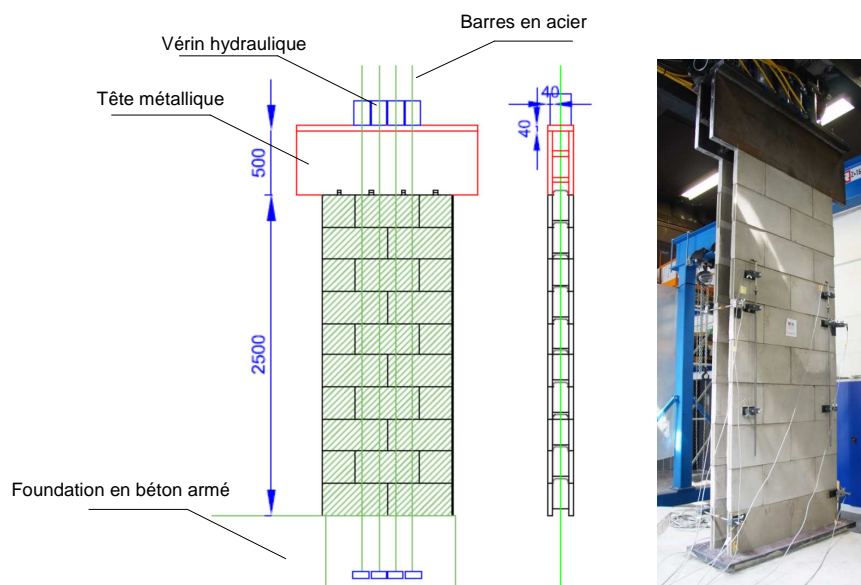 Barres en acier
Vérin hydraulique
Tête métallique
40
40
500
2500
Foundation en béton armé